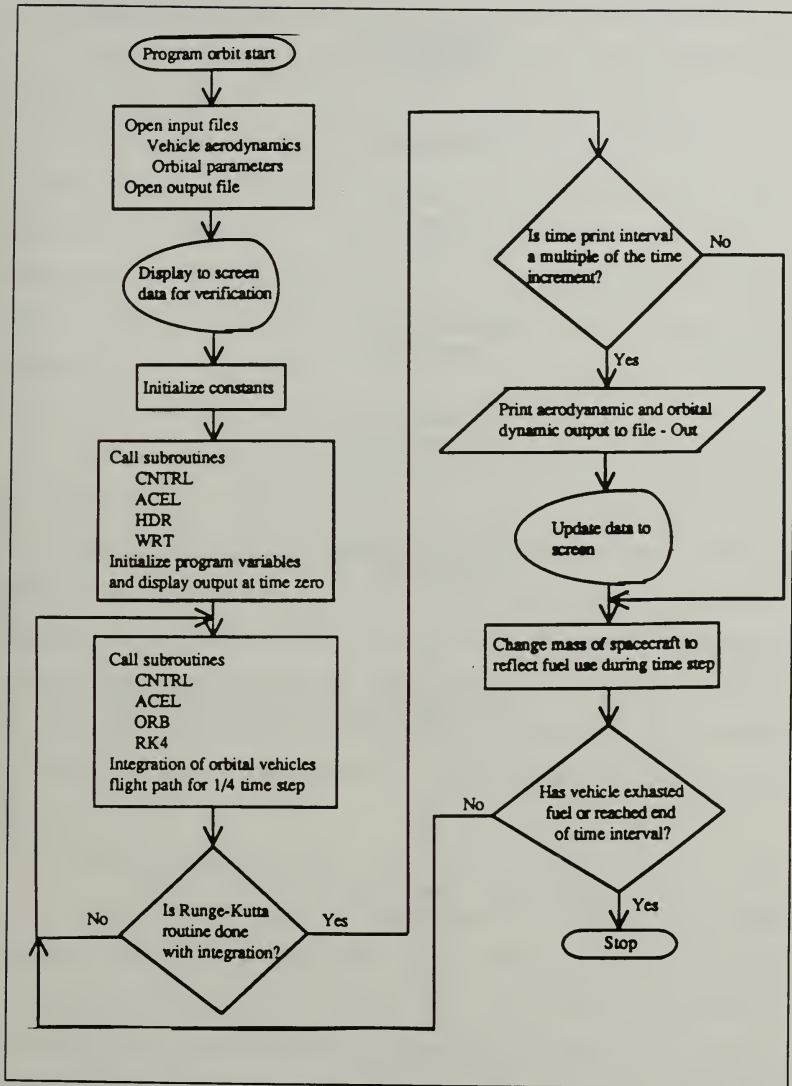 Program orbit start
Open input files
Vehicle aerodynamics
Orbital parameters
Open output file
Display to screen
data for verification
Initialize constants
Call subroutines
CNTRL
ACEL
HDR
WRT
Initialize program variables
and display output at time zero
Call subroutines
CNTRL
ACEL
ORB
RK4
Integration of orbital vehicles
flight path for 1/4 time step
No
Is Runge-Kutta
routine done
with integration?
Yes
Is time print interval
a multiple of the time
increment?
No
Yes
Print aerodyanamic and orbital
dynamic output to file - Out
Update data to
screen
Change mass of spacecraft to
reflect fuel use during time step
No
Has vehicle exhasted
fuel or reached end
of time interval?
Yes
Stop